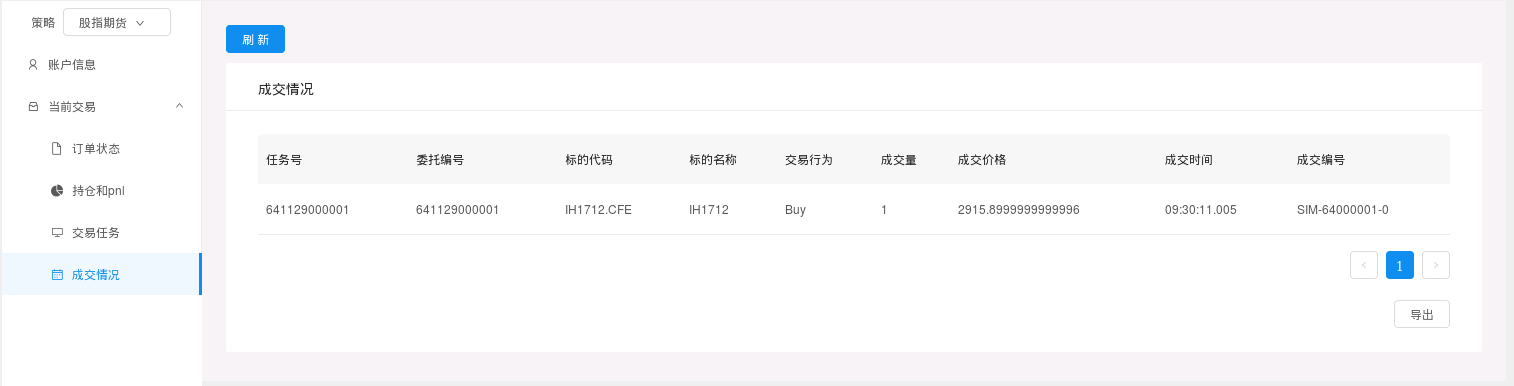 策略 股指期货
账户信息
当前交易
订单状态
持仓和pnl
交易任务
成交情况
刷 新
成交情况
任务号 委托编号 标的代码 标的名称 交易行为 成交量 成交价格 成交时间 成交编号
641129000001 641129000001 IH1712.CFE IH1712 Buy 1 2915.8999999999996 09:30:11.005 SIM-64000001-0
1
导出